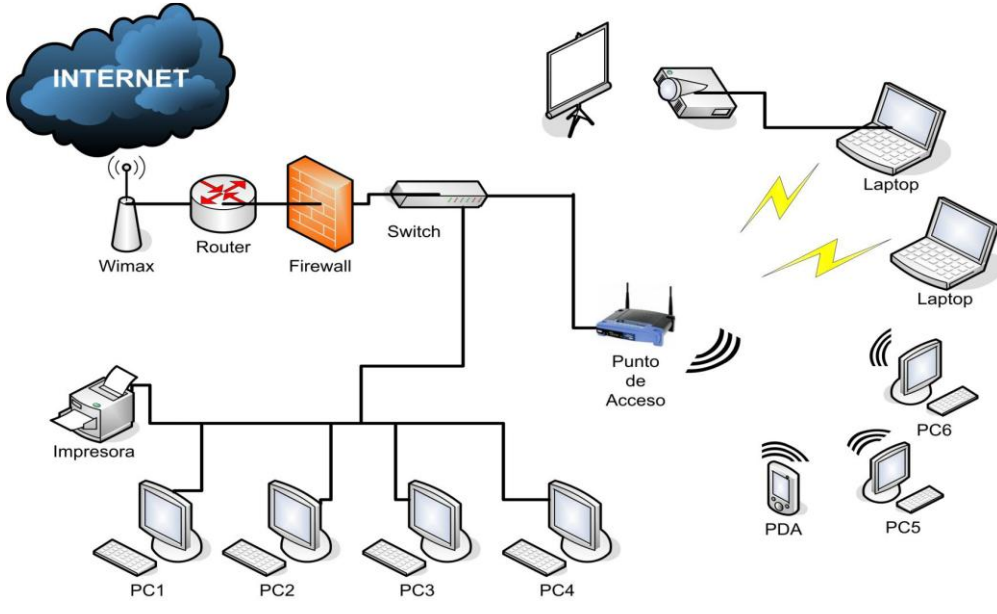 INTERNET
Wimax
Router
Firewall
Switch
Laptop
Laptop
Punto
de
Acceso
Impresora
PC6
PDA
PC5
PC1
PC2
PC3
PC4